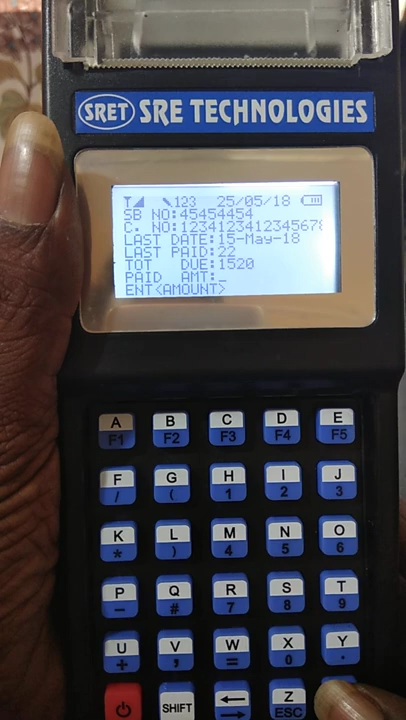 SRET SRE TECHNOLOGIES
123 25/05/18
SB NO:45454454
C. NO:1234123412345678
LAST DATE:15-May-18
LAST PAID:22
TOT DUE:1520
PAID AMT:_
ENT<AMOUNT>
A B C D E
F1 F2 F3 F4 F5
F G H I J
/ ( 1 2 3
K L M N O
* ) 4 5 6
P Q R S T
- # 7 8 9
U V W X Y
+ , = 0 .
SHIFT Z
ESC